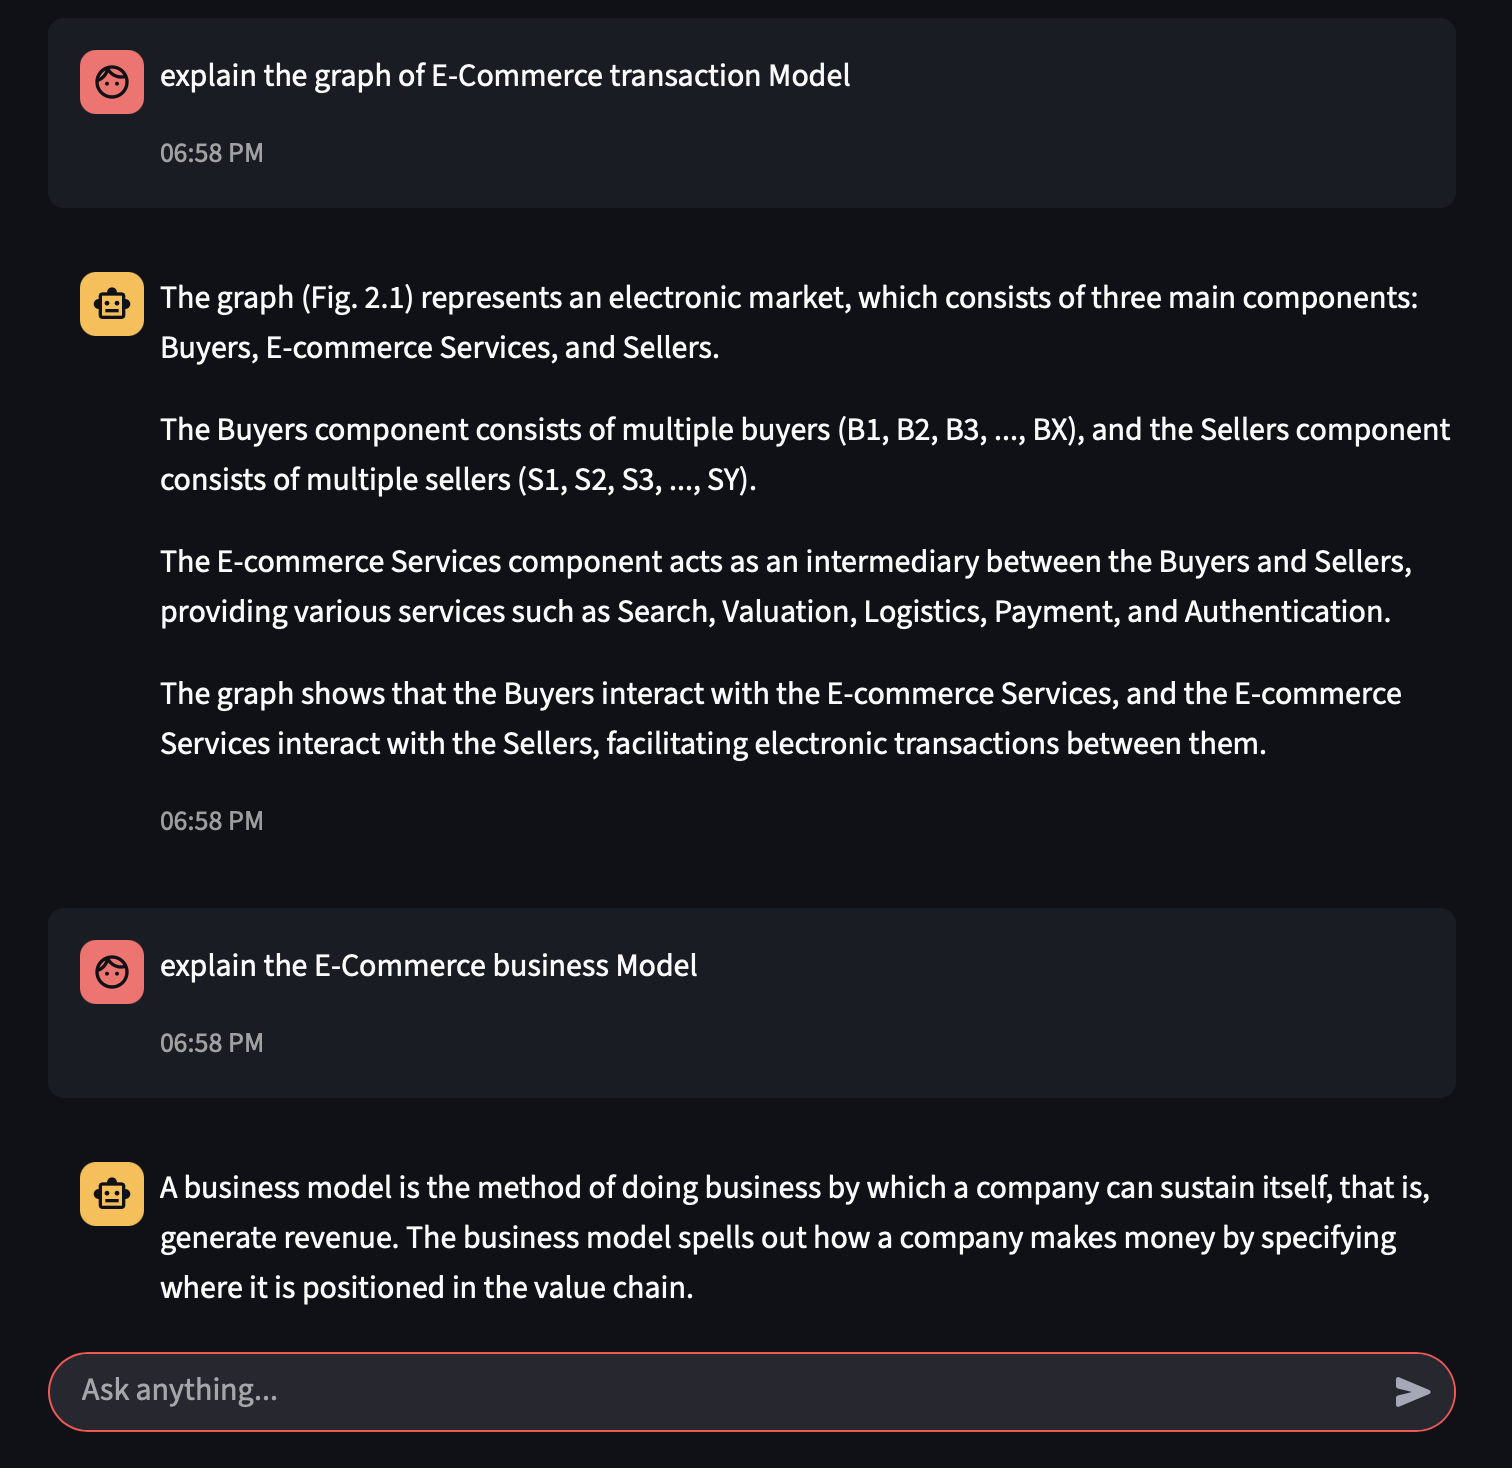 explain the graph of E-Commerce transaction Model
06:58 PM
The graph (Fig. 2.1) represents an electronic market, which consists of three main components:
Buyers, E-commerce Services, and Sellers.
The Buyers component consists of multiple buyers (B1, B2, B3, ..., BX), and the Sellers component
consists of multiple sellers (S1, S2, S3, ..., SY).
The E-commerce Services component acts as an intermediary between the Buyers and Sellers,
providing various services such as Search, Valuation, Logistics, Payment, and Authentication.
The graph shows that the Buyers interact with the E-commerce Services, and the E-commerce
Services interact with the Sellers, facilitating electronic transactions between them.
06:58 PM
explain the E-Commerce business Model
06:58 PM
A business model is the method of doing business by which a company can sustain itself, that is,
generate revenue. The business model spells out how a company makes money by specifying
where it is positioned in the value chain.
Ask anything...